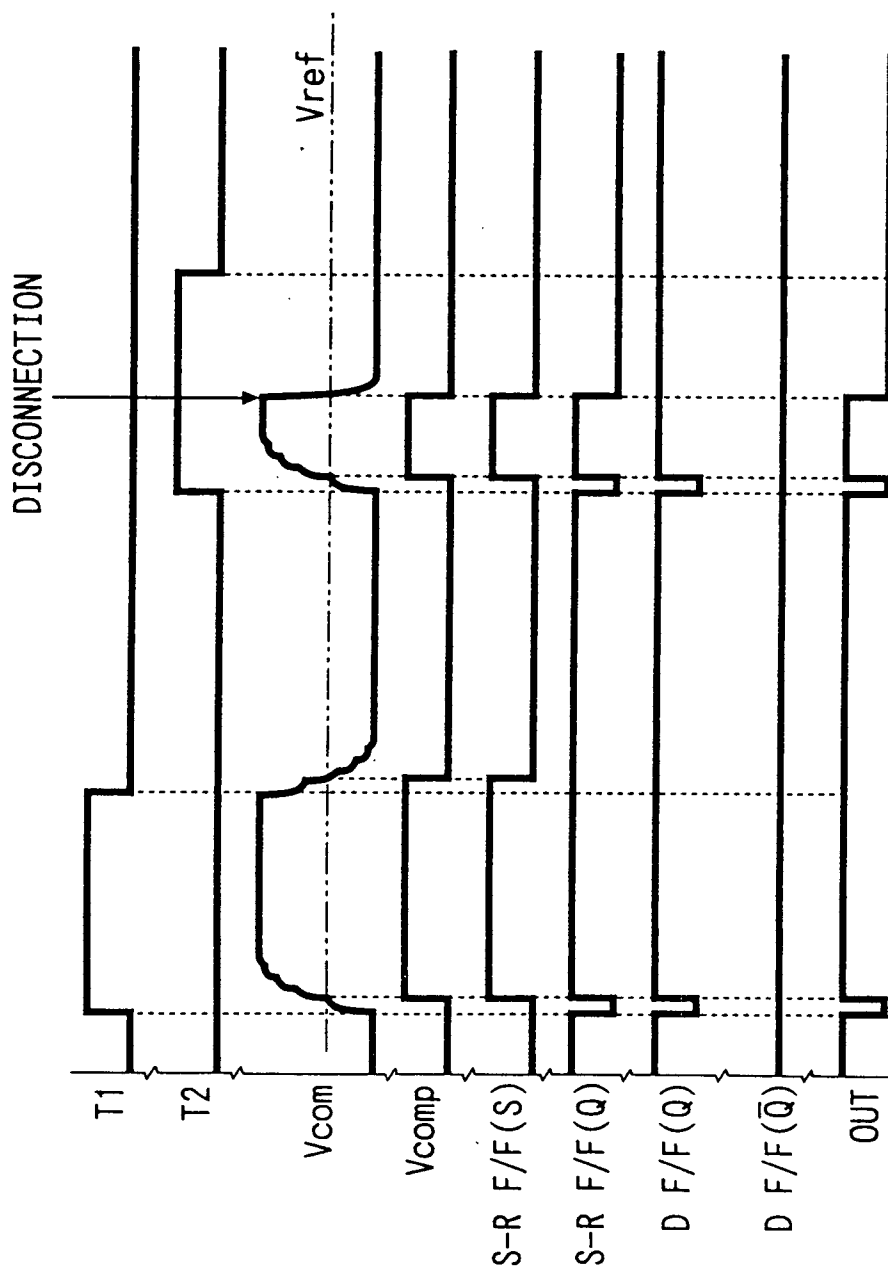 DISCONNECTION
T1
T2
Vref
Vcom
Vcomp
S-R F/F(S)
S-R F/F(Q)
D F/F(Q)
D F/F(Q̄)
OUT